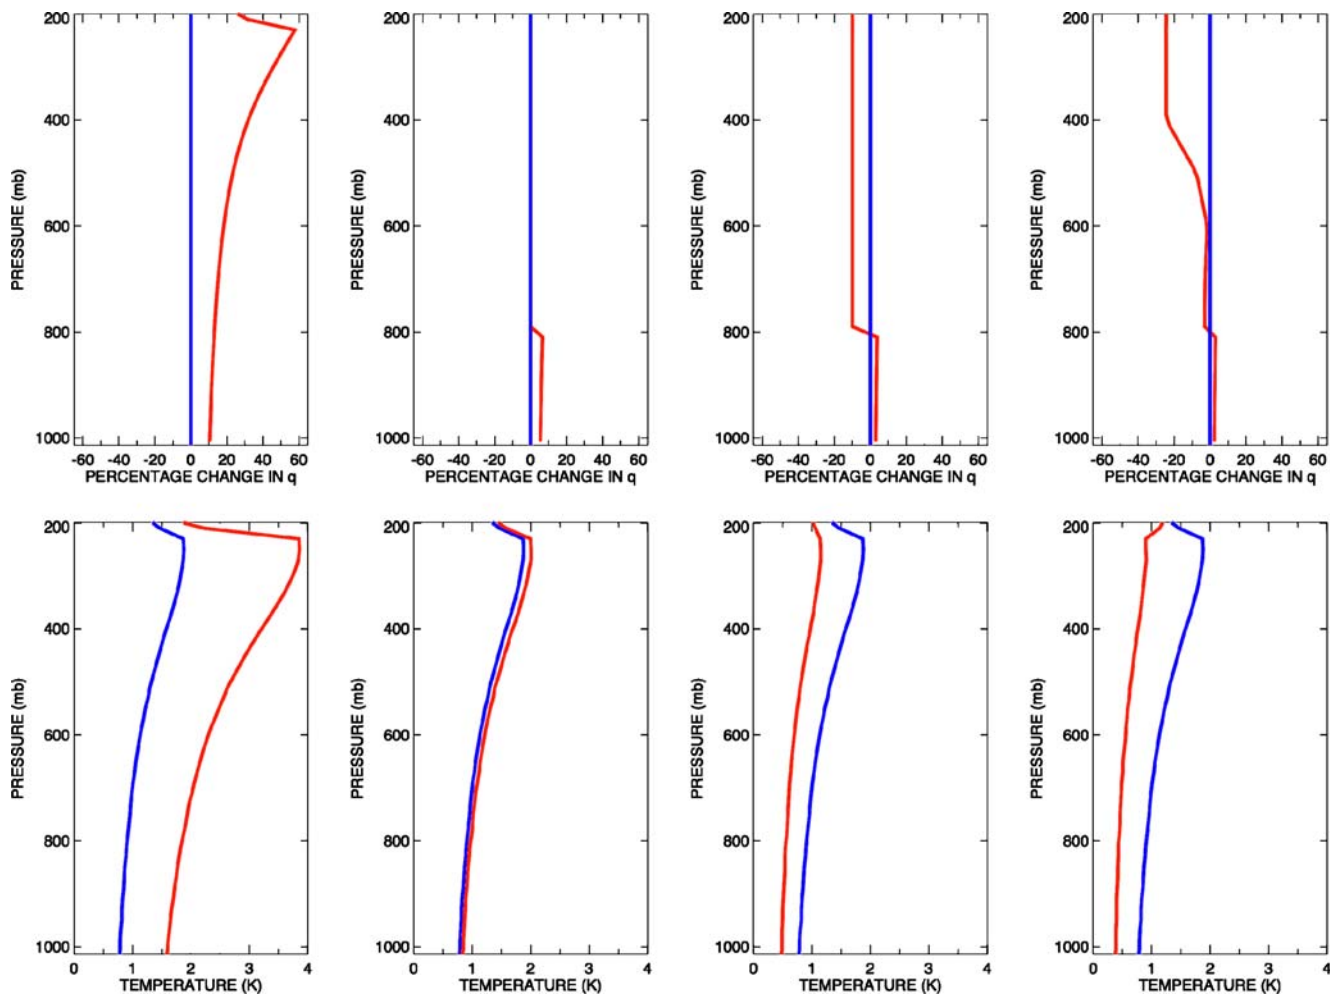 200 200 200 200
400 400 400 400
PRESSURE (mb) PRESSURE (mb) PRESSURE (mb) PRESSURE (mb)
600 600 600 600
800 800 800 800
1000 1000 1000 1000
-60 -40 -20 0 20 40 60 -60 -40 -20 0 20 40 60 -60 -40 -20 0 20 40 60 -60 -40 -20 0 20 40 60
PERCENTAGE CHANGE IN q PERCENTAGE CHANGE IN q PERCENTAGE CHANGE IN q PERCENTAGE CHANGE IN q
200 200 200 200
400 400 400 400
PRESSURE (mb) PRESSURE (mb) PRESSURE (mb) PRESSURE (mb)
600 600 600 600
800 800 800 800
1000 1000 1000 1000
0 1 2 3 4 0 1 2 3 4 0 1 2 3 4 0 1 2 3 4
TEMPERATURE (K) TEMPERATURE (K) TEMPERATURE (K) TEMPERATURE (K)